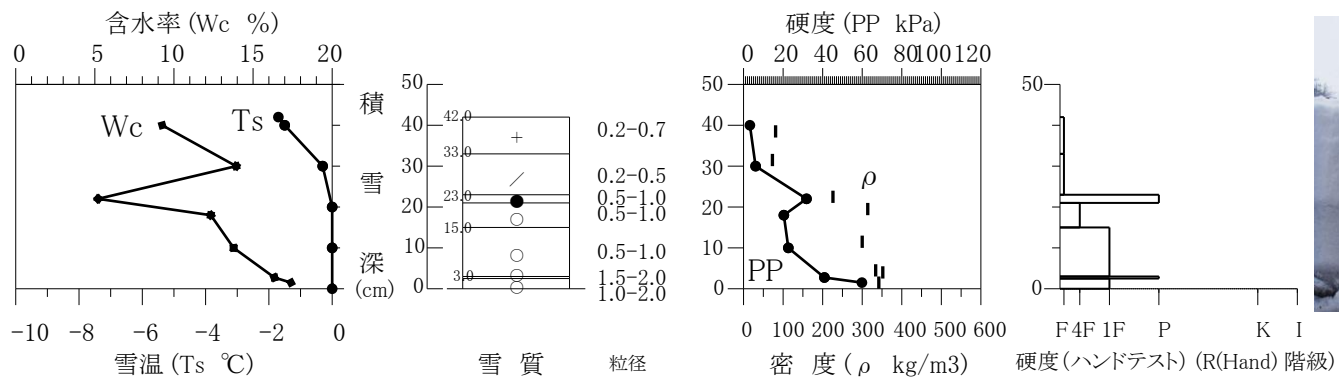 含水率 (Wc %)
0 5 10 15 20
Wc
Ts
-10 -8 -6 -4 -2 0
雪温 (Ts ℃)
積
雪
深
(cm)
50
40
30
20
10
0
42.0
33.0
23.0
15.0
3.0
+
/
雪 質
0.2-0.7
0.2-0.5
0.5-1.0
0.5-1.0
0.5-1.0
1.5-2.0
1.0-2.0
粒径
硬度 (PP kPa)
0 20 40 60 80 100 120
50
40
30
20
10
0
ρ
PP
0 100 200 300 400 500 600
密 度 (ρ kg/m3)
50
0
F 4F 1F P K I
硬度 (ハンドテスト) (R(Hand) 階級)